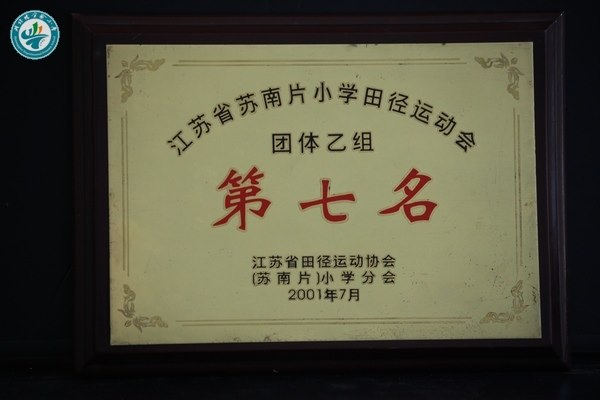 江苏省苏南片小学田径运动会
团体乙组
第七名
江苏省田径运动协会
(苏南片)小学分会
2001年7月